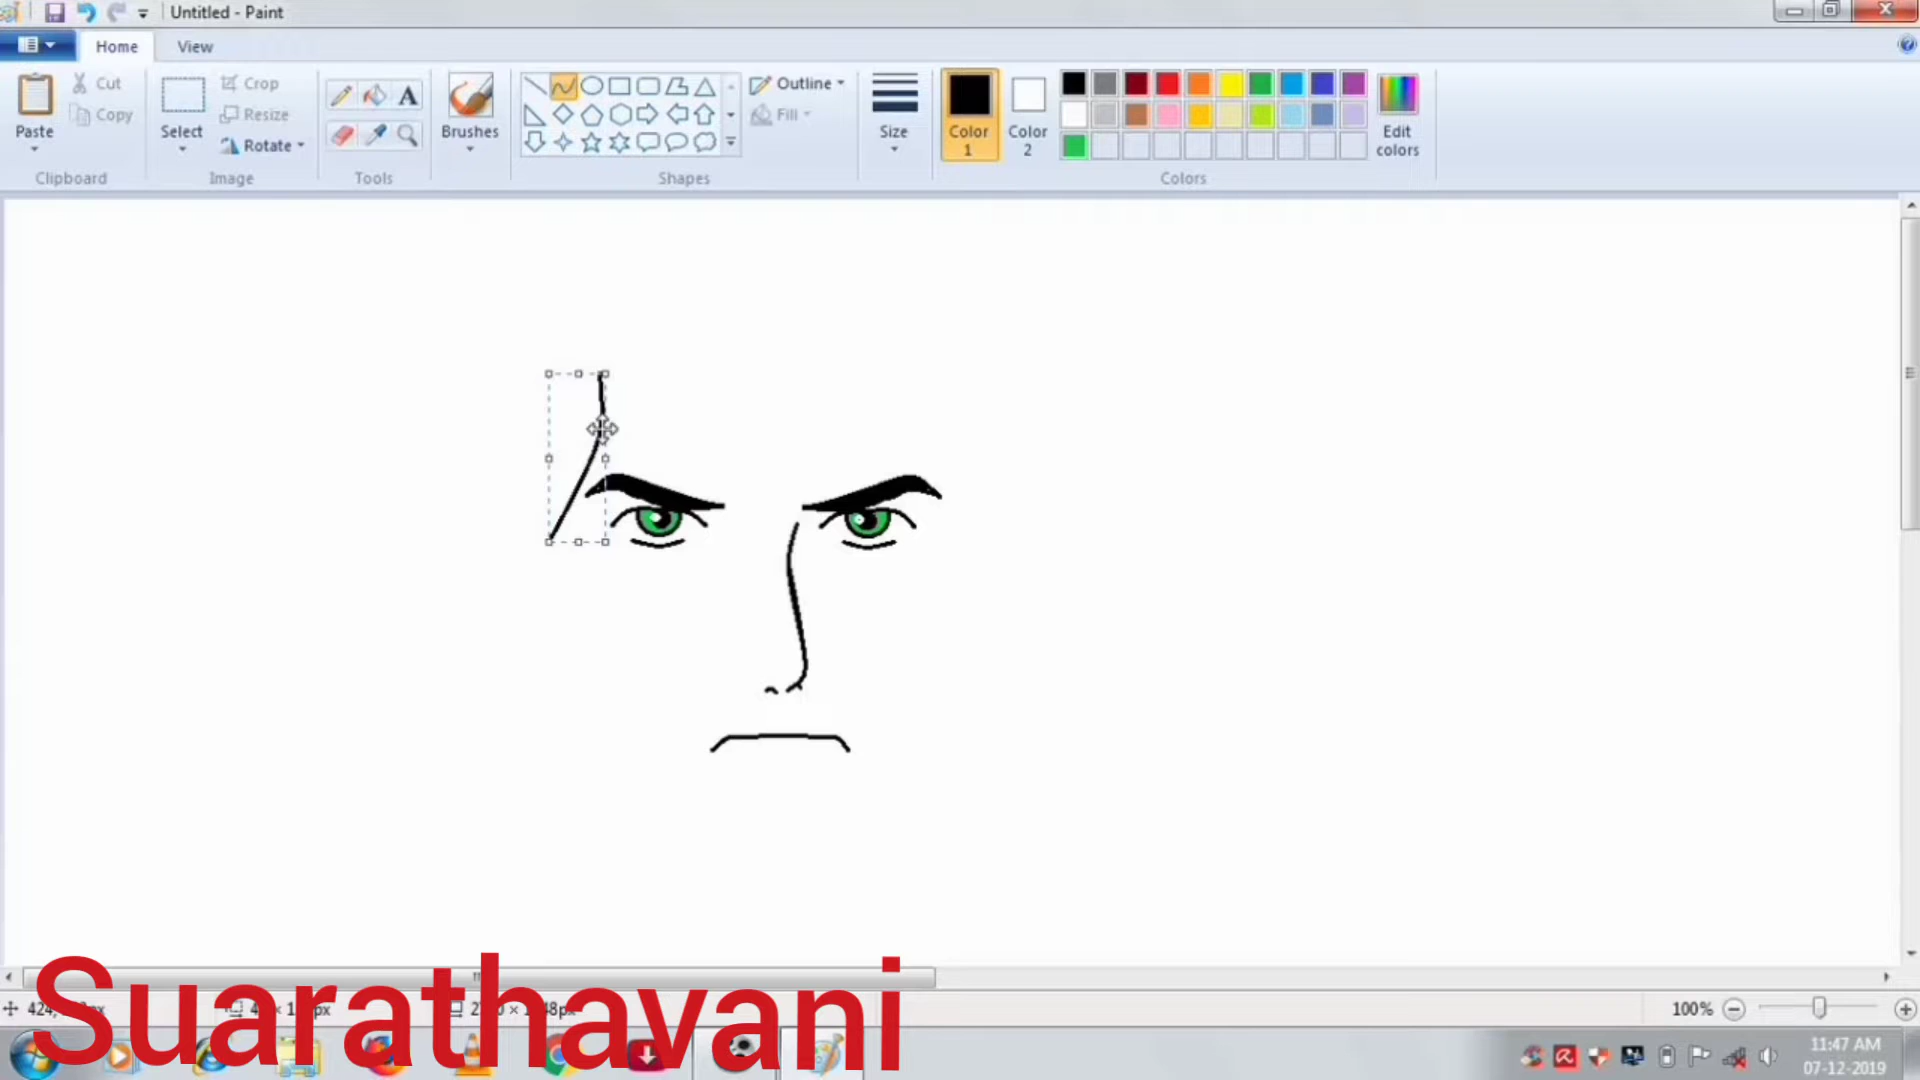 Untitled - Paint
Home View
Paste
Cut
Copy
Clipboard
Select
Crop
Resize
Rotate
Image
Tools
Brushes
Shapes
Outline
Fill
Size
Color
1
Color
2
Edit
colors
Colors
100%
Suarathavani
11:47 AM
07-12-2019